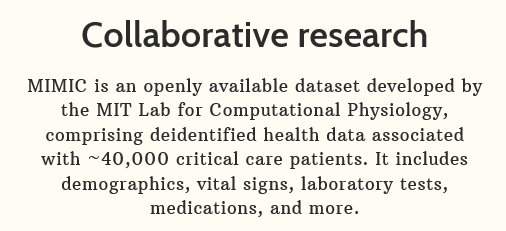 Collaborative research
MIMIC is an openly available dataset developed by
the MIT Lab for Computational Physiology,
comprising deidentified health data associated
with ~40,000 critical care patients. It includes
demographics, vital signs, laboratory tests,
medications, and more.